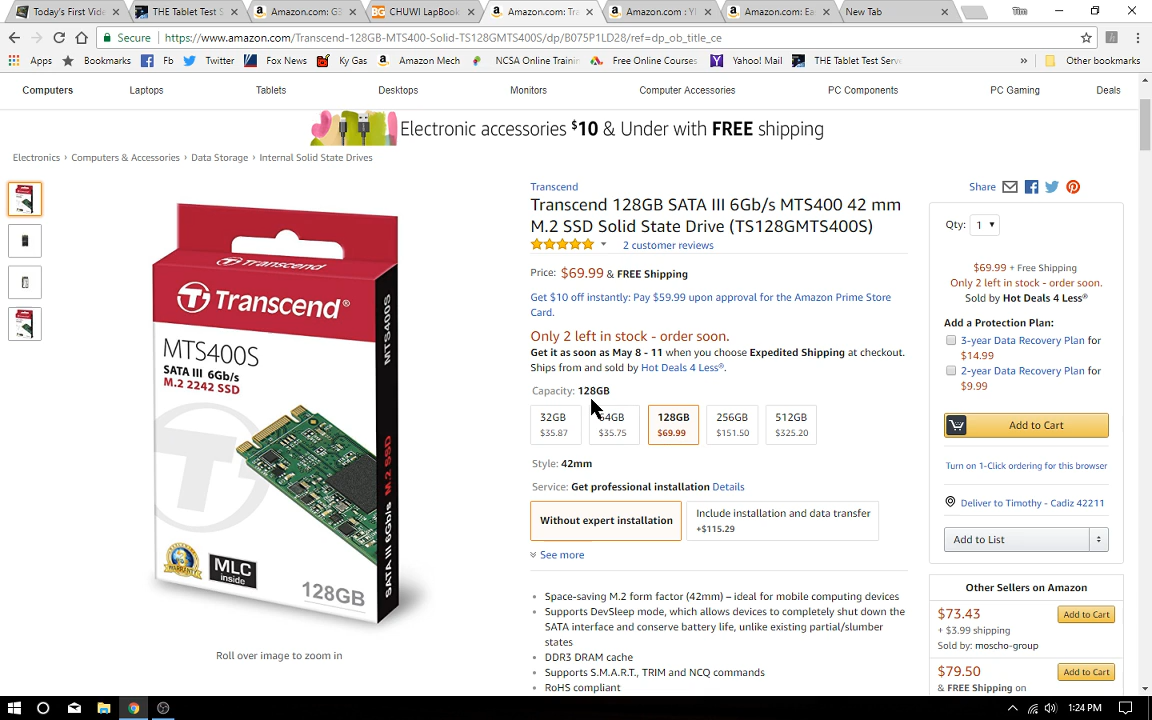 Today's First Vide
THE Tablet Test S
Amazon.com: G3
CHUWI LapBook
Amazon.com: Tra
Amazon.com : YI
Amazon.com: Ea
New Tab
Tim
Secure
https://www.amazon.com/Transcend-128GB-MTS400-Solid-TS128GMTS400S/dp/B075P1LD28/ref=dp_ob_title_ce
Apps
Bookmarks
Fb
Twitter
Fox News
Ky Gas
Amazon Mech
NCSA Online Trainin
Free Online Courses
Yahoo! Mail
THE Tablet Test Serve
»
Other bookmarks
Computers
Laptops
Tablets
Desktops
Monitors
Computer Accessories
PC Components
PC Gaming
Deals
Electronic accessories $10 & Under with FREE shipping
Electronics › Computers & Accessories › Data Storage › Internal Solid State Drives
Transcend
Transcend®
MTS400S
SATA III 6Gb/s
M.2 2242 SSD
MTS400S
SATA III 6Gb/s M.2 SSD
MLC
inside
128GB
Roll over image to zoom in
Transcend
Transcend 128GB SATA III 6Gb/s MTS400 42 mm
M.2 SSD Solid State Drive (TS128GMTS400S)
2 customer reviews
Price: $69.99 & FREE Shipping
Get $10 off instantly: Pay $59.99 upon approval for the Amazon Prime Store
Card.
Only 2 left in stock - order soon.
Get it as soon as May 8 - 11 when you choose Expedited Shipping at checkout.
Ships from and sold by Hot Deals 4 Less®.
Capacity: 128GB
32GB
$35.87
64GB
$35.75
128GB
$69.99
256GB
$151.50
512GB
$325.20
Style: 42mm
Service: Get professional installation Details
Without expert installation
Include installation and data transfer
+$115.29
See more
Space-saving M.2 form factor (42mm) – ideal for mobile computing devices
Supports DevSleep mode, which allows devices to completely shut down the
SATA interface and conserve battery life, unlike existing partial/slumber
states
DDR3 DRAM cache
Supports S.M.A.R.T., TRIM and NCQ commands
RoHS compliant
Share
Qty: 1
$69.99 + Free Shipping
Only 2 left in stock - order soon.
Sold by Hot Deals 4 Less®
Add a Protection Plan:
3-year Data Recovery Plan for
$14.99
2-year Data Recovery Plan for
$9.99
Add to Cart
Turn on 1-Click ordering for this browser
Deliver to Timothy - Cadiz 42211
Add to List
Other Sellers on Amazon
$73.43
Add to Cart
+ $3.99 shipping
Sold by: moscho-group
$79.50
Add to Cart
& FREE Shipping on
1:24 PM